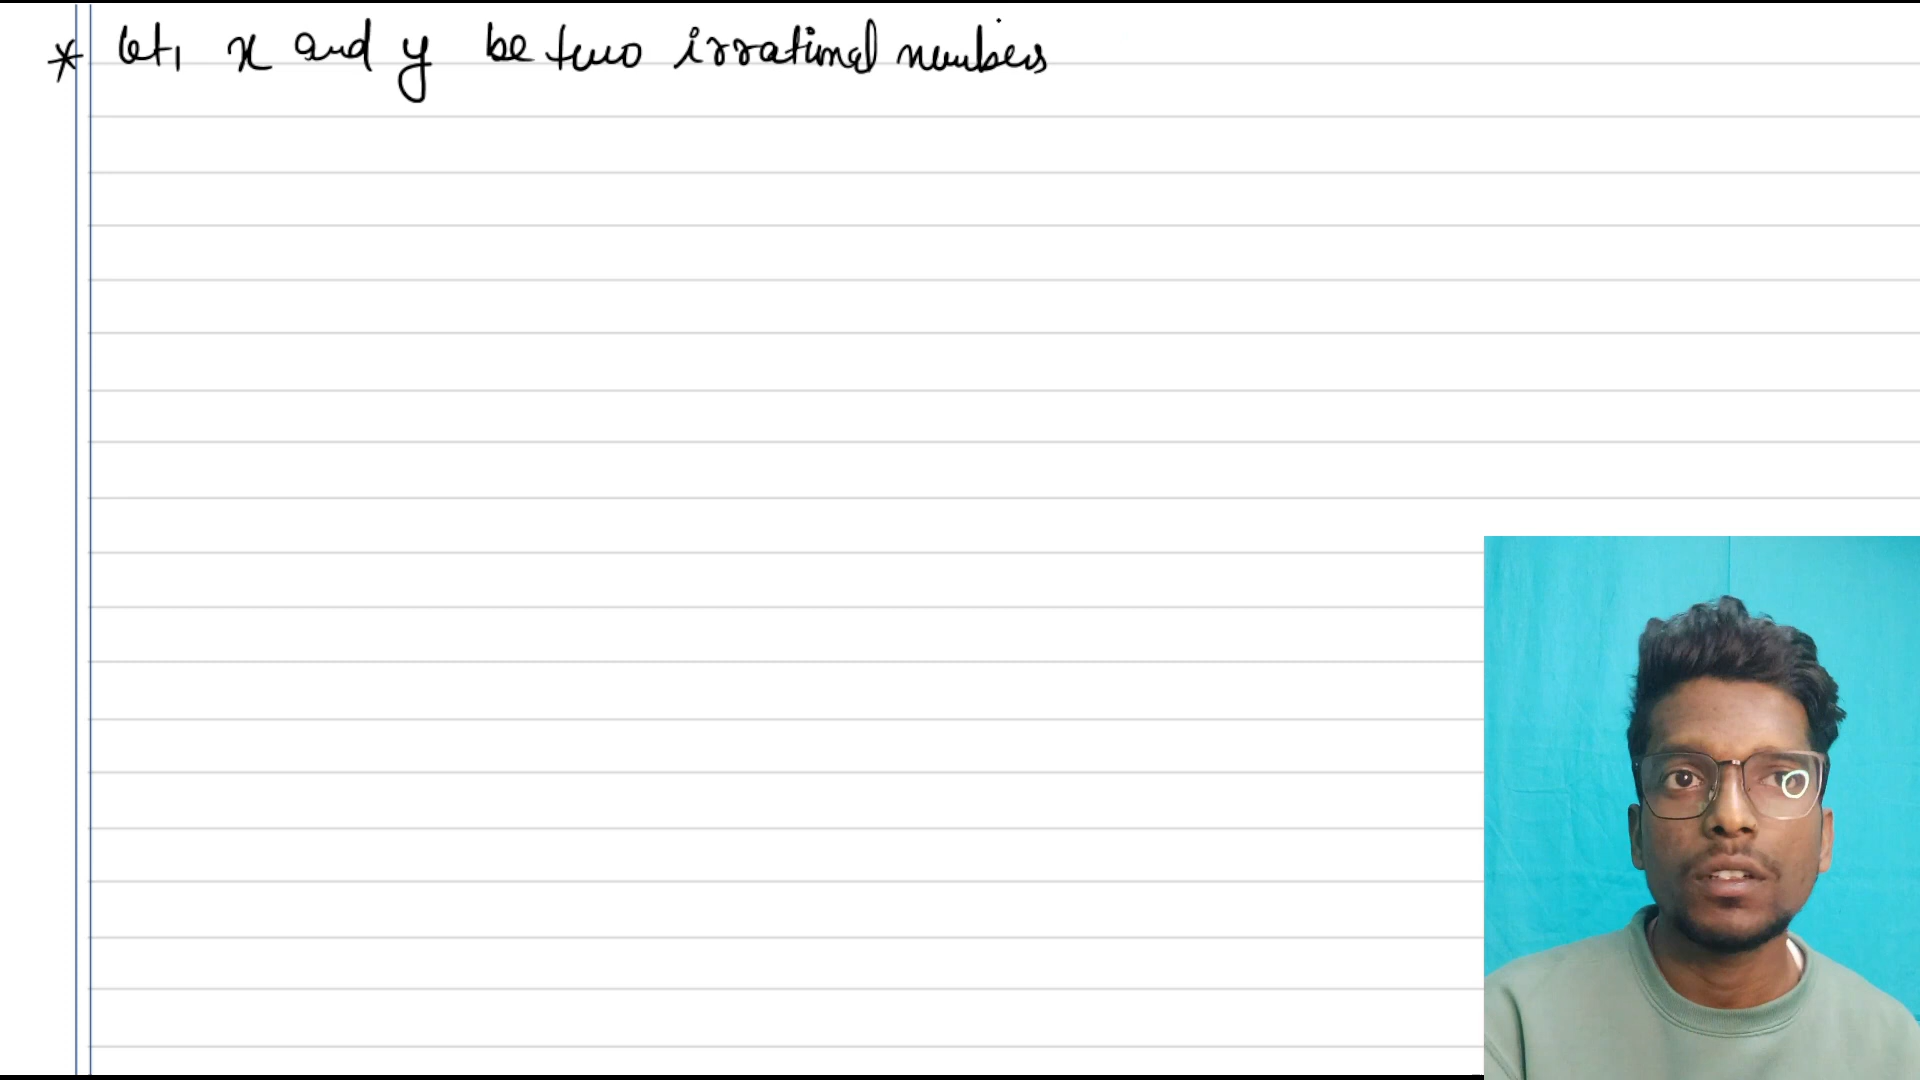 * let, x and y be two irrational numbers